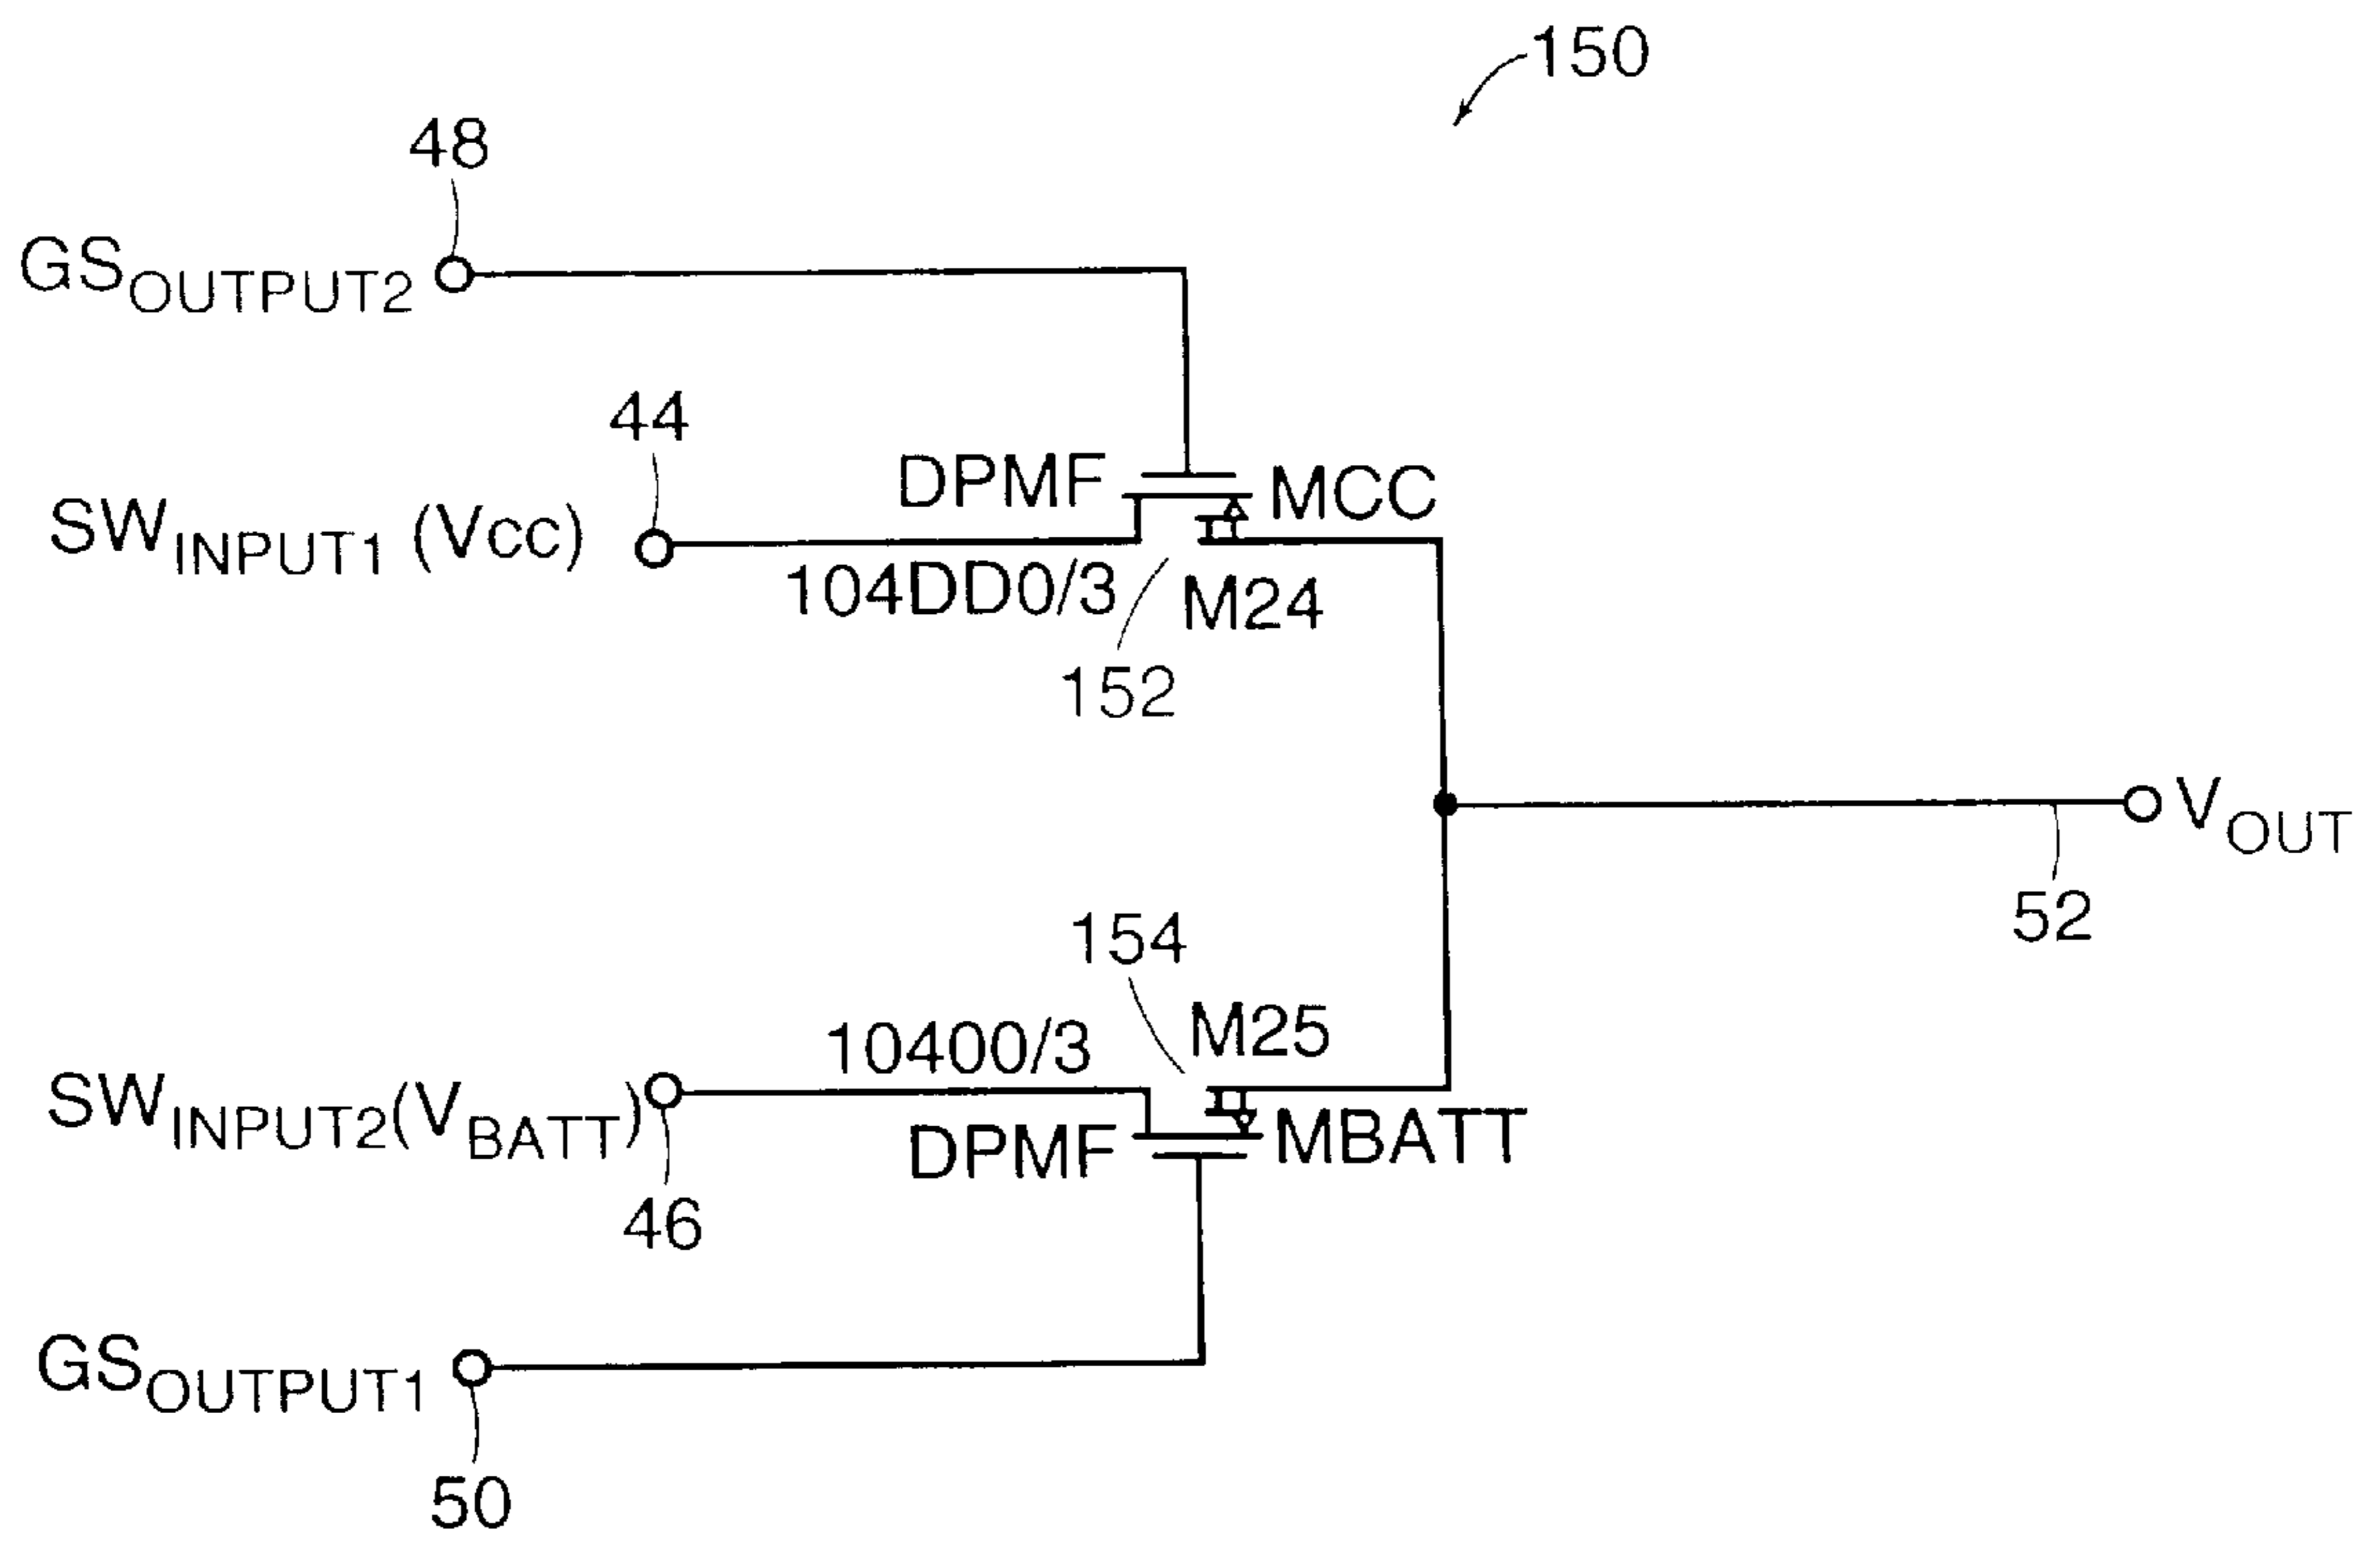 150
48
GSOUTPUT2
44
DPMF
MCC
SWINPUT1 (VCC)
104DD0/3
M24
152
VOUT
52
154
M25
10400/3
SWINPUT2(VBATT)
DPMF
MBATT
46
GSOUTPUT1
50